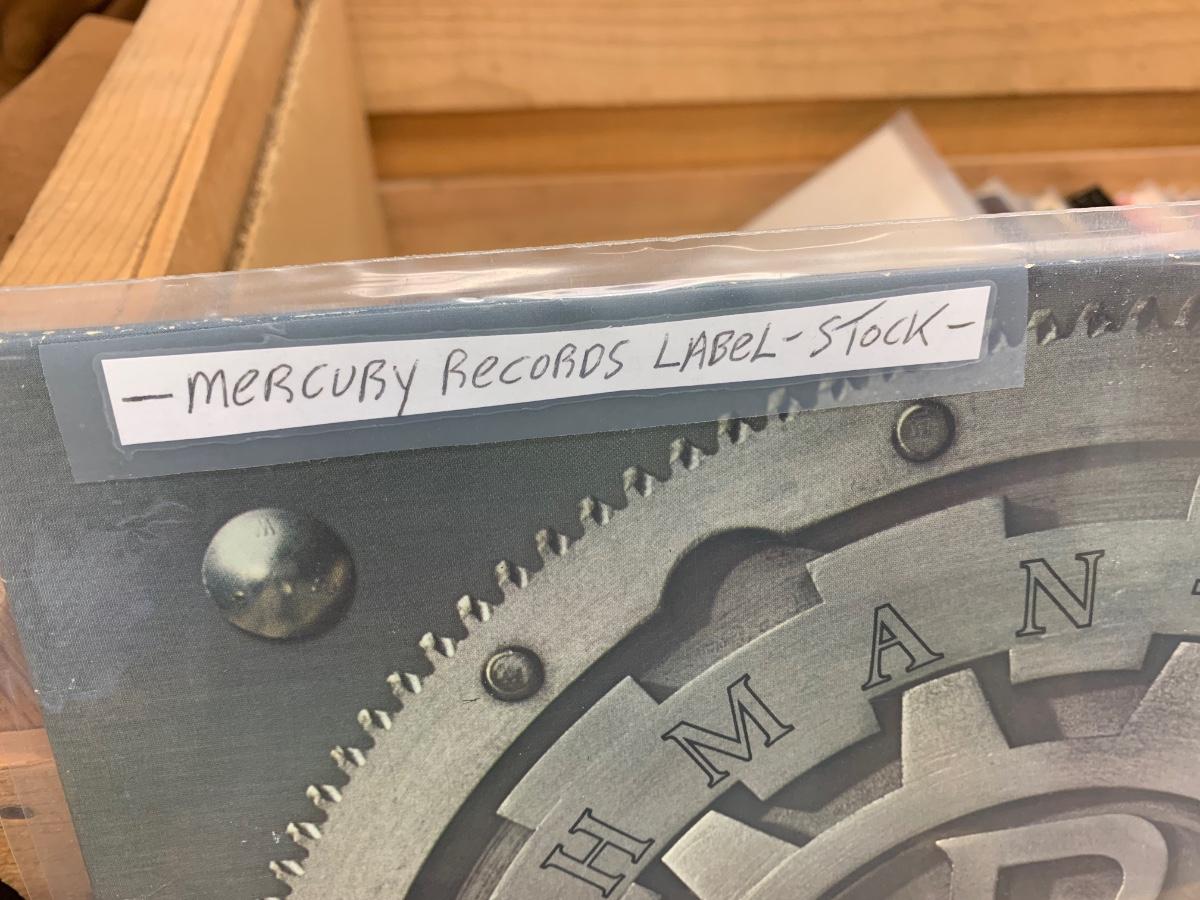 -MERCURY RECORDS LABEL-STOCK-
HMAN-
B